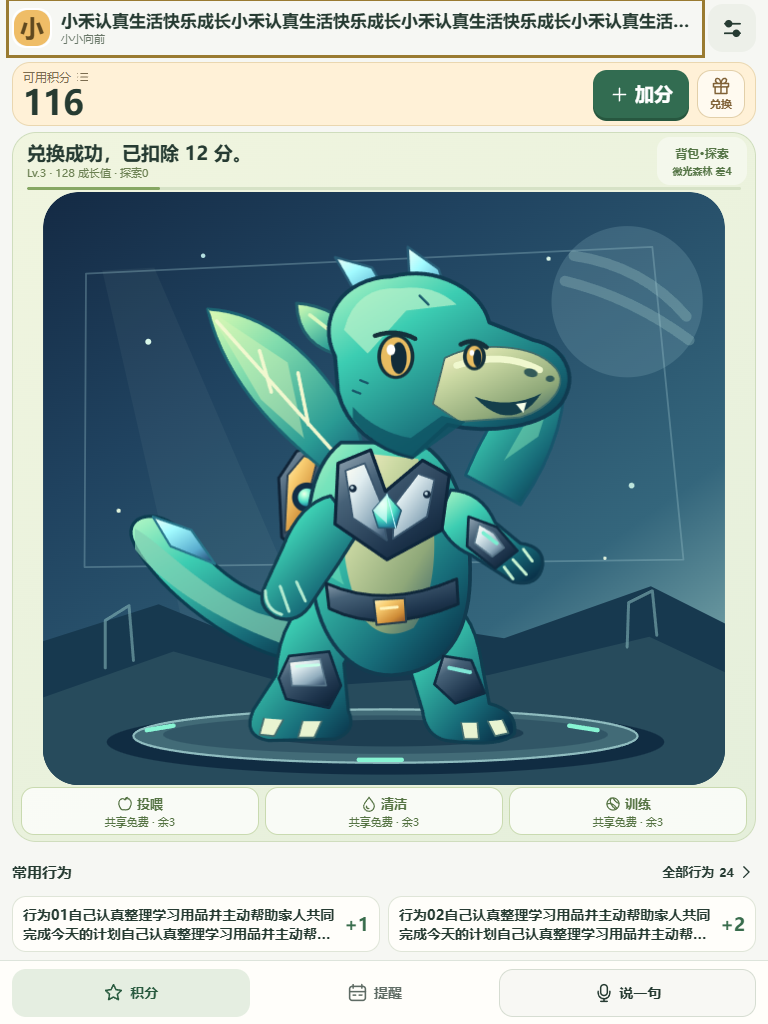 小
小禾认真生活快乐成长小禾认真生活快乐成长小禾认真生活快乐成长小禾认真生活...
小小向前
可用积分
116
加分
兑换
兑换成功，已扣除 12 分。
Lv.3 · 128 成长值 · 探索0
背包•探索
微光森林 差4
投喂
共享免费 · 余3
清洁
共享免费 · 余3
训练
共享免费 · 余3
常用行为
全部行为 24
行为01自己认真整理学习用品并主动帮助家人共同
完成今天的计划自己认真整理学习用品并主动帮...
+1
行为02自己认真整理学习用品并主动帮助家人共同
完成今天的计划自己认真整理学习用品并主动帮...
+2
积分
提醒
说一句